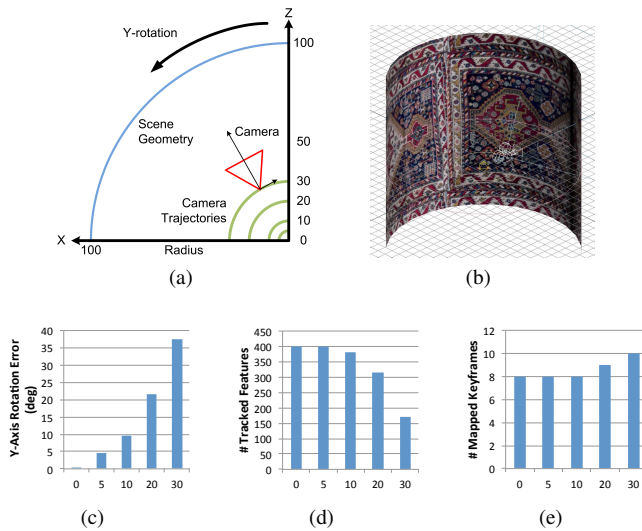 Z
Y-rotation
100
Scene
Geometry
Camera
50
Camera
Trajectories
30
20
10
0
X
100
Radius
(a)
(b)
Y-Axis Rotation Error
(deg)
40
35
30
25
20
15
10
5
0
0 5 10 20 30
(c)
# Tracked Features
450
400
350
300
250
200
150
100
50
0
0 5 10 20 30
(d)
# Mapped Keyframes
12
10
8
6
4
2
0
0 5 10 20 30
(e)